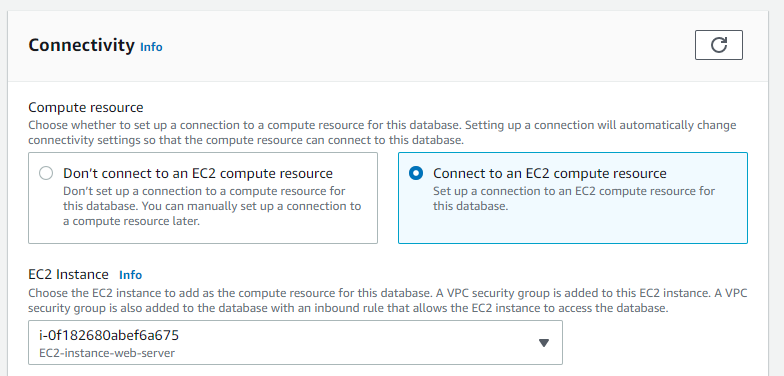 Connectivity Info
Compute resource
Choose whether to set up a connection to a compute resource for this database. Setting up a connection will automatically change
connectivity settings so that the compute resource can connect to this database.
Don't connect to an EC2 compute resource
Don't set up a connection to a compute resource for
this database. You can manually set up a connection to
a compute resource later.
Connect to an EC2 compute resource
Set up a connection to an EC2 compute resource for
this database.
EC2 Instance Info
Choose the EC2 instance to add as the compute resource for this database. A VPC security group is added to this EC2 instance. A VPC
security group is also added to the database with an inbound rule that allows the EC2 instance to access the database.
i-0f182680abef6a675
EC2-instance-web-server